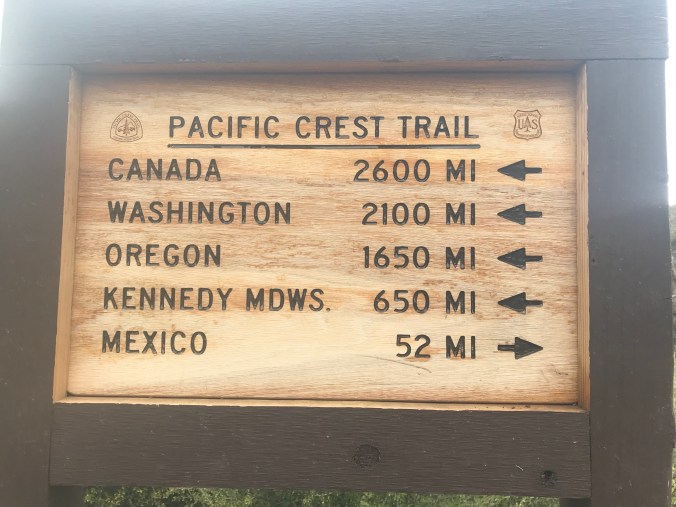 PACIFIC CREST TRAIL
CANADA 2600 MI
WASHINGTON 2100 MI
OREGON 1650 MI
KENNEDY MDWS. 650 MI
MEXICO 52 MI